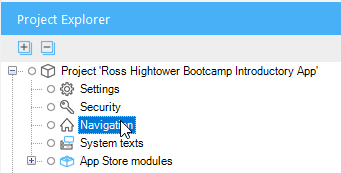 Project Explorer
Project 'Ross Hightower Bootcamp Introductory App'
Settings
Security
Navigation
System texts
App Store modules